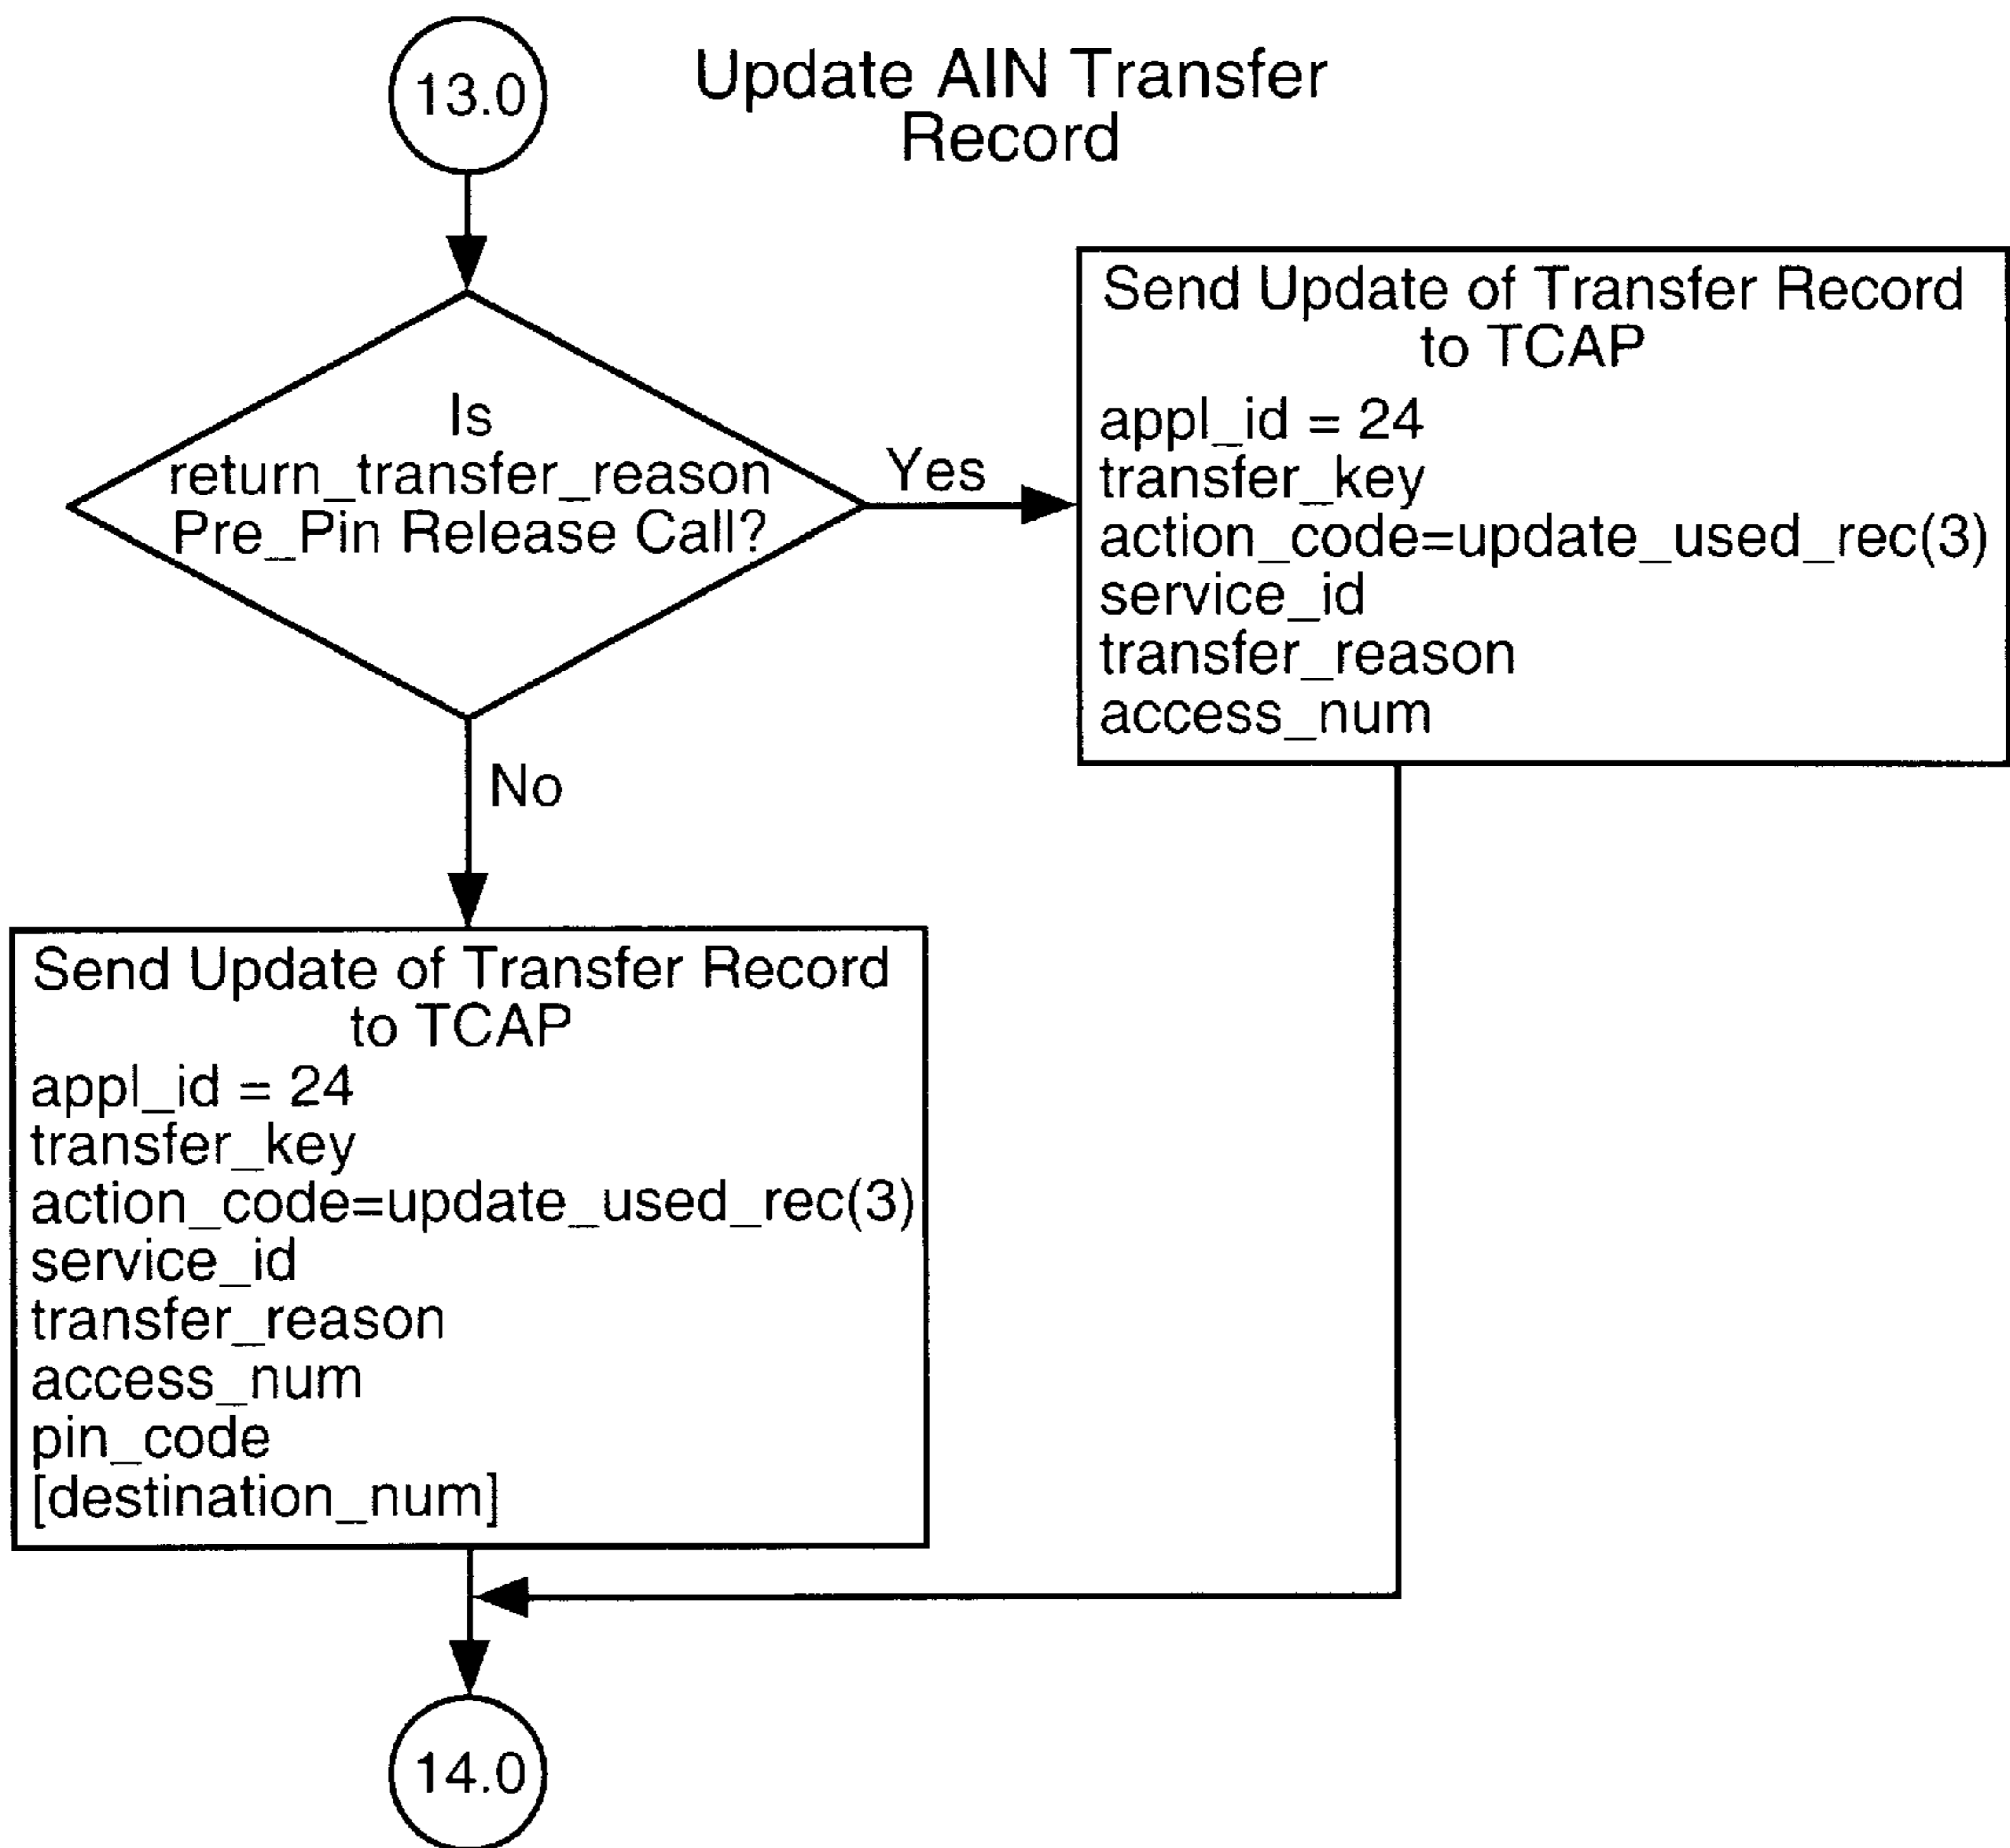 13.0
Update AIN Transfer
Record
Is
return_transfer_reason
Pre_Pin Release Call?
Yes
Send Update of Transfer Record
to TCAP
appl_id = 24
transfer_key
action_code=update_used_rec(3)
service_id
transfer_reason
access_num
No
Send Update of Transfer Record
to TCAP
appl_id = 24
transfer_key
action_code=update_used_rec(3)
service_id
transfer_reason
access_num
pin_code
[destination_num]
14.0